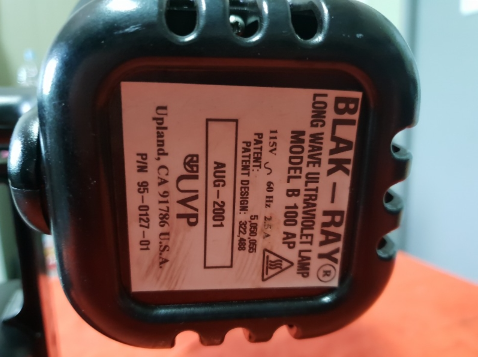 BLAK-RAY®
LONG WAVE ULTRAVIOLET LAMP
MODEL B 100 AP
115V ∿ 60 Hz 2.5A
PATENT: 5,050,055
PATENT DESIGN: 322,488
AUG-2001
UVP
Upland, CA 91786 U.S.A.
P/N 95-0127-01